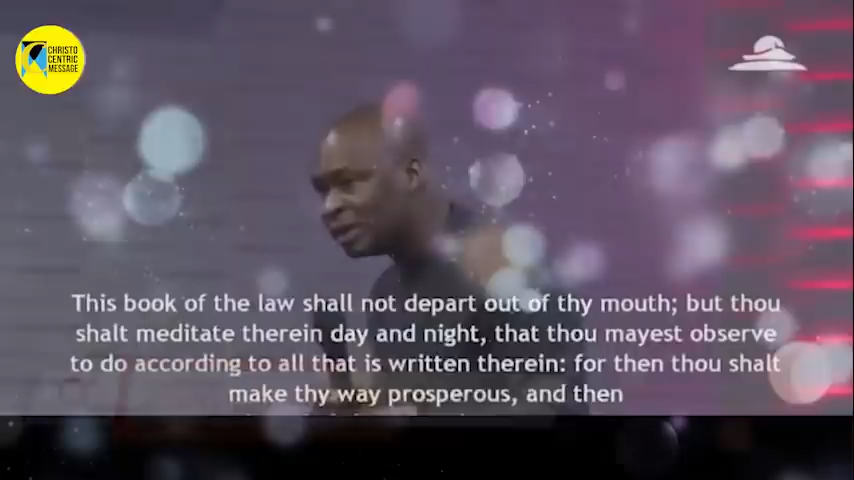 CHRISTO
CENTRIC
MESSAGE
This book of the law shall not depart out of thy mouth; but thou
shalt meditate therein day and night, that thou mayest observe
to do according to all that is written therein: for then thou shalt
make thy way prosperous, and then